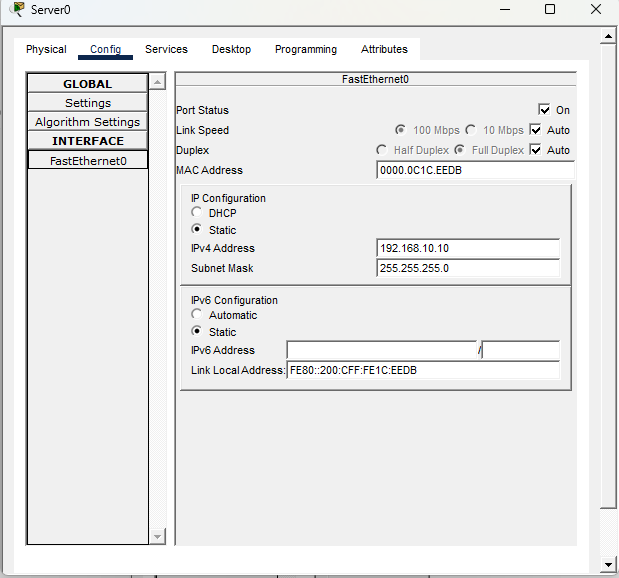 Server0
Physical Config Services Desktop Programming Attributes
GLOBAL
Settings
Algorithm Settings
INTERFACE
FastEthernet0
FastEthernet0
Port Status On
Link Speed 100 Mbps 10 Mbps Auto
Duplex Half Duplex Full Duplex Auto
MAC Address 0000.0C1C.EEDB
IP Configuration
DHCP
Static
IPv4 Address 192.168.10.10
Subnet Mask 255.255.255.0
IPv6 Configuration
Automatic
Static
IPv6 Address /
Link Local Address: FE80::200:CFF:FE1C:EEDB